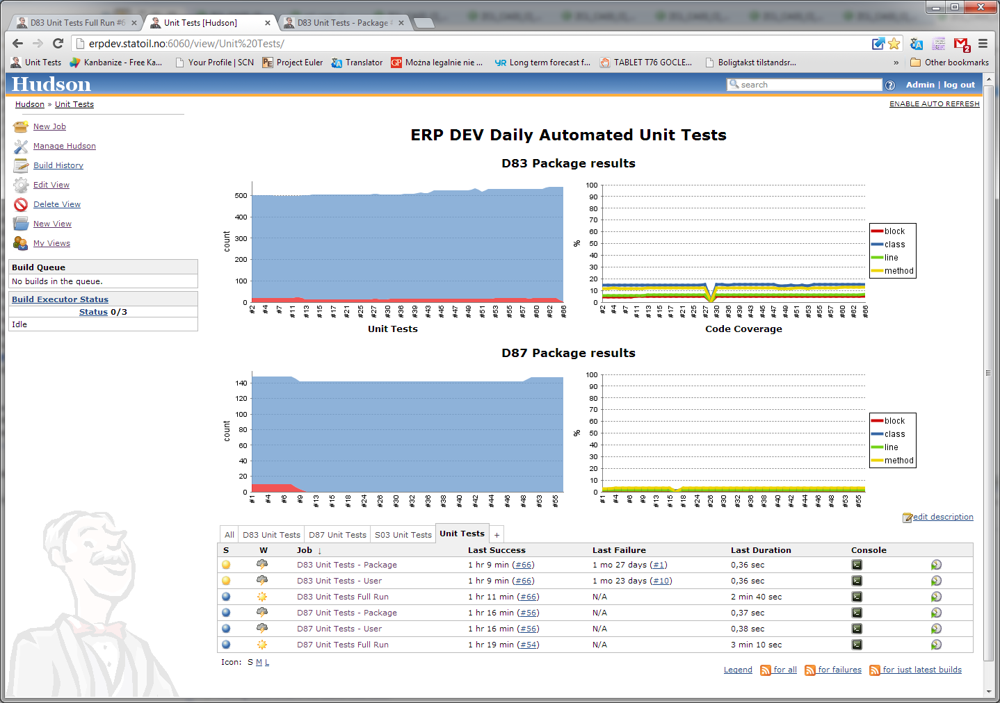 D83 Unit Tests Full Run #6
Unit Tests [Hudson]
D83 Unit Tests - Package
erpdev.statoil.no:6060/view/Unit%20Tests/
2
Unit Tests
Kanbanize - Free Ka...
Your Profile | SCN
Project Euler
Translator
Można legalnie nie ...
Long term forecast f...
TABLET T76 GOCLE...
Boligtakst tilstandsr...
»
Other bookmarks
Hudson
search
Admin | log out
Hudson » Unit Tests
ENABLE AUTO REFRESH
New Job
Manage Hudson
Build History
Edit View
Delete View
New View
My Views
Build Queue
No builds in the queue.
Build Executor Status
Status 0/3
Idle
ERP DEV Daily Automated Unit Tests
D83 Package results
500
400
300
200
100
0
count
#2 #4 #7 #11 #13 #15 #17 #21 #25 #27 #30 #33 #36 #39 #43 #45 #47 #49 #51 #53 #55 #57 #60 #62 #66
Unit Tests
100
90
80
70
60
50
40
30
20
10
0
%
#2 #4 #7 #11 #13 #15 #17 #21 #25 #27 #30 #33 #36 #39 #43 #45 #47 #49 #51 #53 #55 #57 #60 #62 #66
Code Coverage
block
class
line
method
D87 Package results
140
120
100
80
60
40
20
0
count
#1 #4 #6 #9 #13 #15 #18 #24 #26 #30 #32 #36 #38 #40 #42 #44 #46 #48 #53 #55
100
90
80
70
60
50
40
30
20
10
0
%
#1 #4 #6 #9 #13 #15 #18 #24 #26 #30 #32 #36 #38 #40 #42 #44 #46 #48 #53 #55
block
class
line
method
edit description
All D83 Unit Tests D87 Unit Tests S03 Unit Tests Unit Tests +
S W Job ↓ Last Success Last Failure Last Duration Console
D83 Unit Tests - Package 1 hr 9 min (#66) 1 mo 27 days (#1) 0,36 sec
D83 Unit Tests - User 1 hr 9 min (#66) 1 mo 23 days (#10) 0,36 sec
D83 Unit Tests Full Run 1 hr 11 min (#66) N/A 2 min 40 sec
D87 Unit Tests - Package 1 hr 16 min (#56) N/A 0,37 sec
D87 Unit Tests - User 1 hr 16 min (#56) N/A 0,38 sec
D87 Unit Tests Full Run 1 hr 19 min (#54) N/A 3 min 10 sec
Icon: S M L
Legend for all for failures for just latest builds